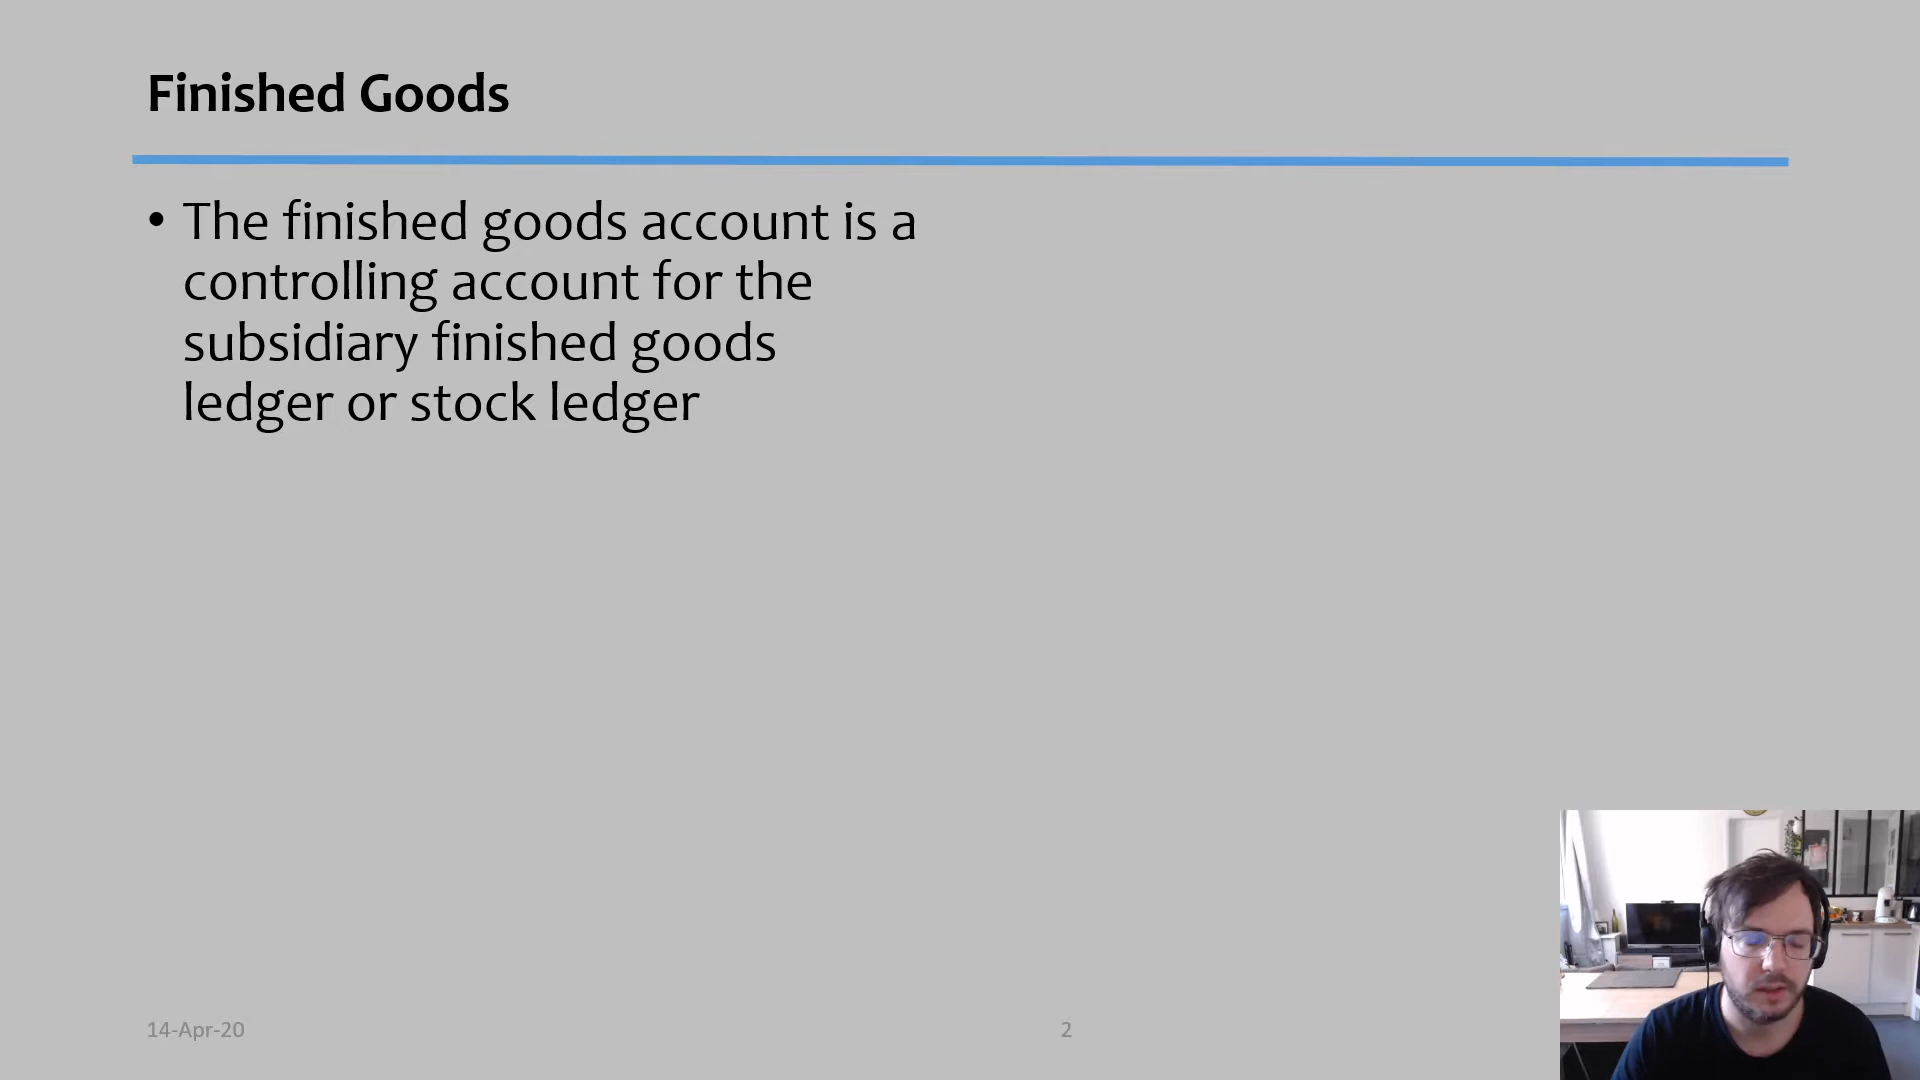 Finished Goods
• The finished goods account is a
controlling account for the
subsidiary finished goods
ledger or stock ledger
14-Apr-20
2